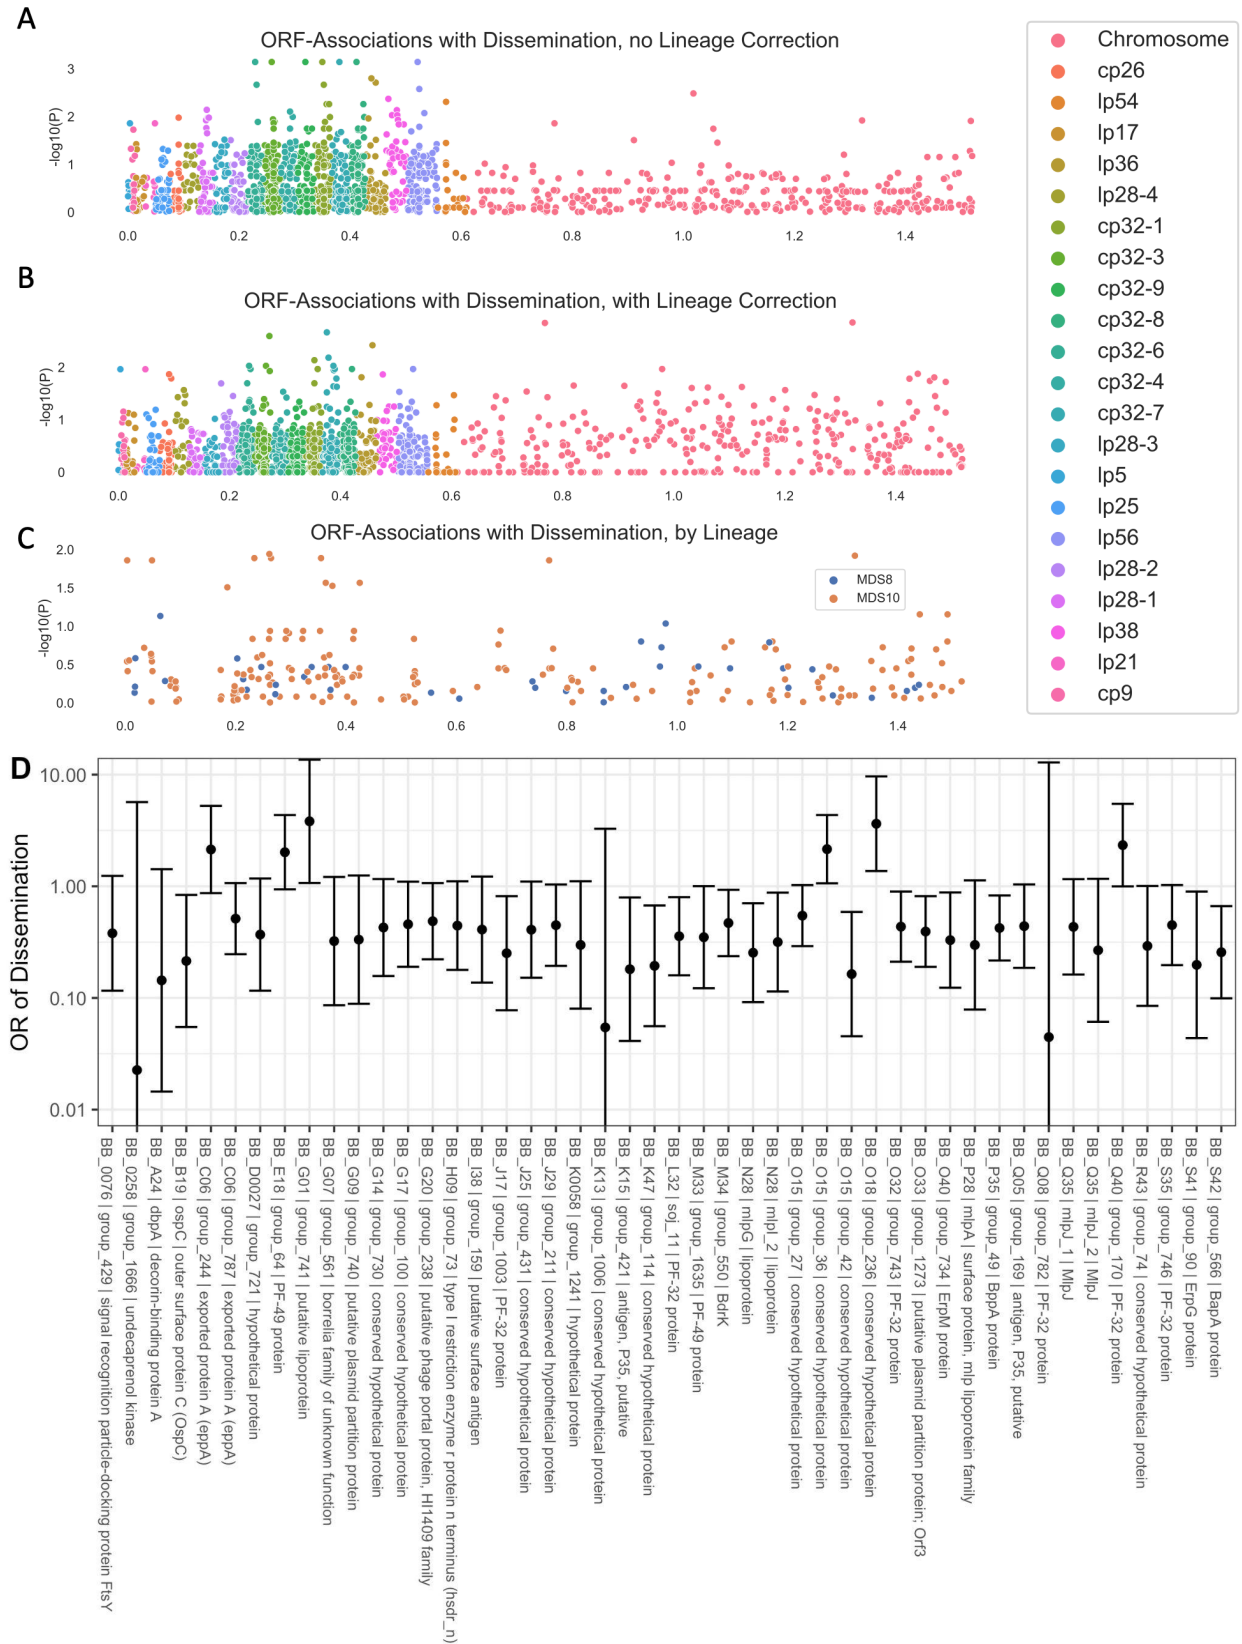 A
ORF-Associations with Dissemination, no Lineage Correction
-log10(P)
3
2
1
0
0.0 0.2 0.4 0.6 0.8 1.0 1.2 1.4
B
ORF-Associations with Dissemination, with Lineage Correction
-log10(P)
2
1
0
0.0 0.2 0.4 0.6 0.8 1.0 1.2 1.4
C
ORF-Associations with Dissemination, by Lineage
-log10(P)
2.0
1.5
1.0
0.5
0.0
MDS8
MDS10
0.0 0.2 0.4 0.6 0.8 1.0 1.2 1.4
Chromosome
cp26
lp54
lp17
lp36
lp28-4
cp32-1
cp32-3
cp32-9
cp32-8
cp32-6
cp32-4
cp32-7
lp28-3
lp5
lp25
lp56
lp28-2
lp28-1
lp38
lp21
cp9
D
OR of Dissemination
10.00
1.00
0.10
0.01
BB_0076 | group_429 | signal recognition particle-docking protein FtsY
BB_0258 | group_1666 | undecaprenol kinase
BB_A24 | dbpA | decorin-binding protein A
BB_B19 | ospC | outer surface protein C (OspC)
BB_C06 | group_244 | exported protein A (eppA)
BB_C06 | group_787 | exported protein A (eppA)
BB_D0027 | group_721 | hypothetical protein
BB_E18 | group_64 | PF-49 protein
BB_G01 | group_741 | putative lipoprotein
BB_G07 | group_561 | borrelia family of unknown function
BB_G09 | group_740 | putative plasmid partition protein
BB_G14 | group_730 | conserved hypothetical protein
BB_G17 | group_100 | conserved hypothetical protein
BB_G20 | group_238 | putative phage portal protein, HI1409 family
BB_H09 | group_73 | type I restriction enzyme r protein n terminus (hsdr_n)
BB_I38 | group_159 | putative surface antigen
BB_J17 | group_1003 | PF-32 protein
BB_J25 | group_431 | conserved hypothetical protein
BB_J29 | group_211 | conserved hypothetical protein
BB_K0058 | group_1241 | hypothetical protein
BB_K13 | group_1006 | conserved hypothetical protein
BB_K15 | group_421 | antigen, P35, putative
BB_K47 | group_114 | conserved hypothetical protein
BB_L32 | soj_11 | PF-32 protein
BB_M33 | group_1635 | PF-49 protein
BB_M34 | group_550 | BdrK
BB_N28 | mlpG | lipoprotein
BB_N28 | mlpI_2 | lipoprotein
BB_O15 | group_27 | conserved hypothetical protein
BB_O15 | group_36 | conserved hypothetical protein
BB_O15 | group_42 | conserved hypothetical protein
BB_O18 | group_236 | conserved hypothetical protein
BB_O32 | group_743 | PF-32 protein
BB_O33 | group_1273 | putative plasmid partition protein; Orf3
BB_O40 | group_734 | ErpM protein
BB_P28 | mlpA | surface protein, mlp lipoprotein family
BB_P35 | group_49 | BppA protein
BB_Q05 | group_169 | antigen, P35, putative
BB_Q08 | group_782 | PF-32 protein
BB_Q35 | mlpJ_1 | MlpJ
BB_Q35 | mlpJ_2 | MlpJ
BB_Q40 | group_170 | PF-32 protein
BB_R43 | group_74 | conserved hypothetical protein
BB_S35 | group_746 | PF-32 protein
BB_S41 | group_90 | ErpG protein
BB_S42 | group_566 | BapA protein